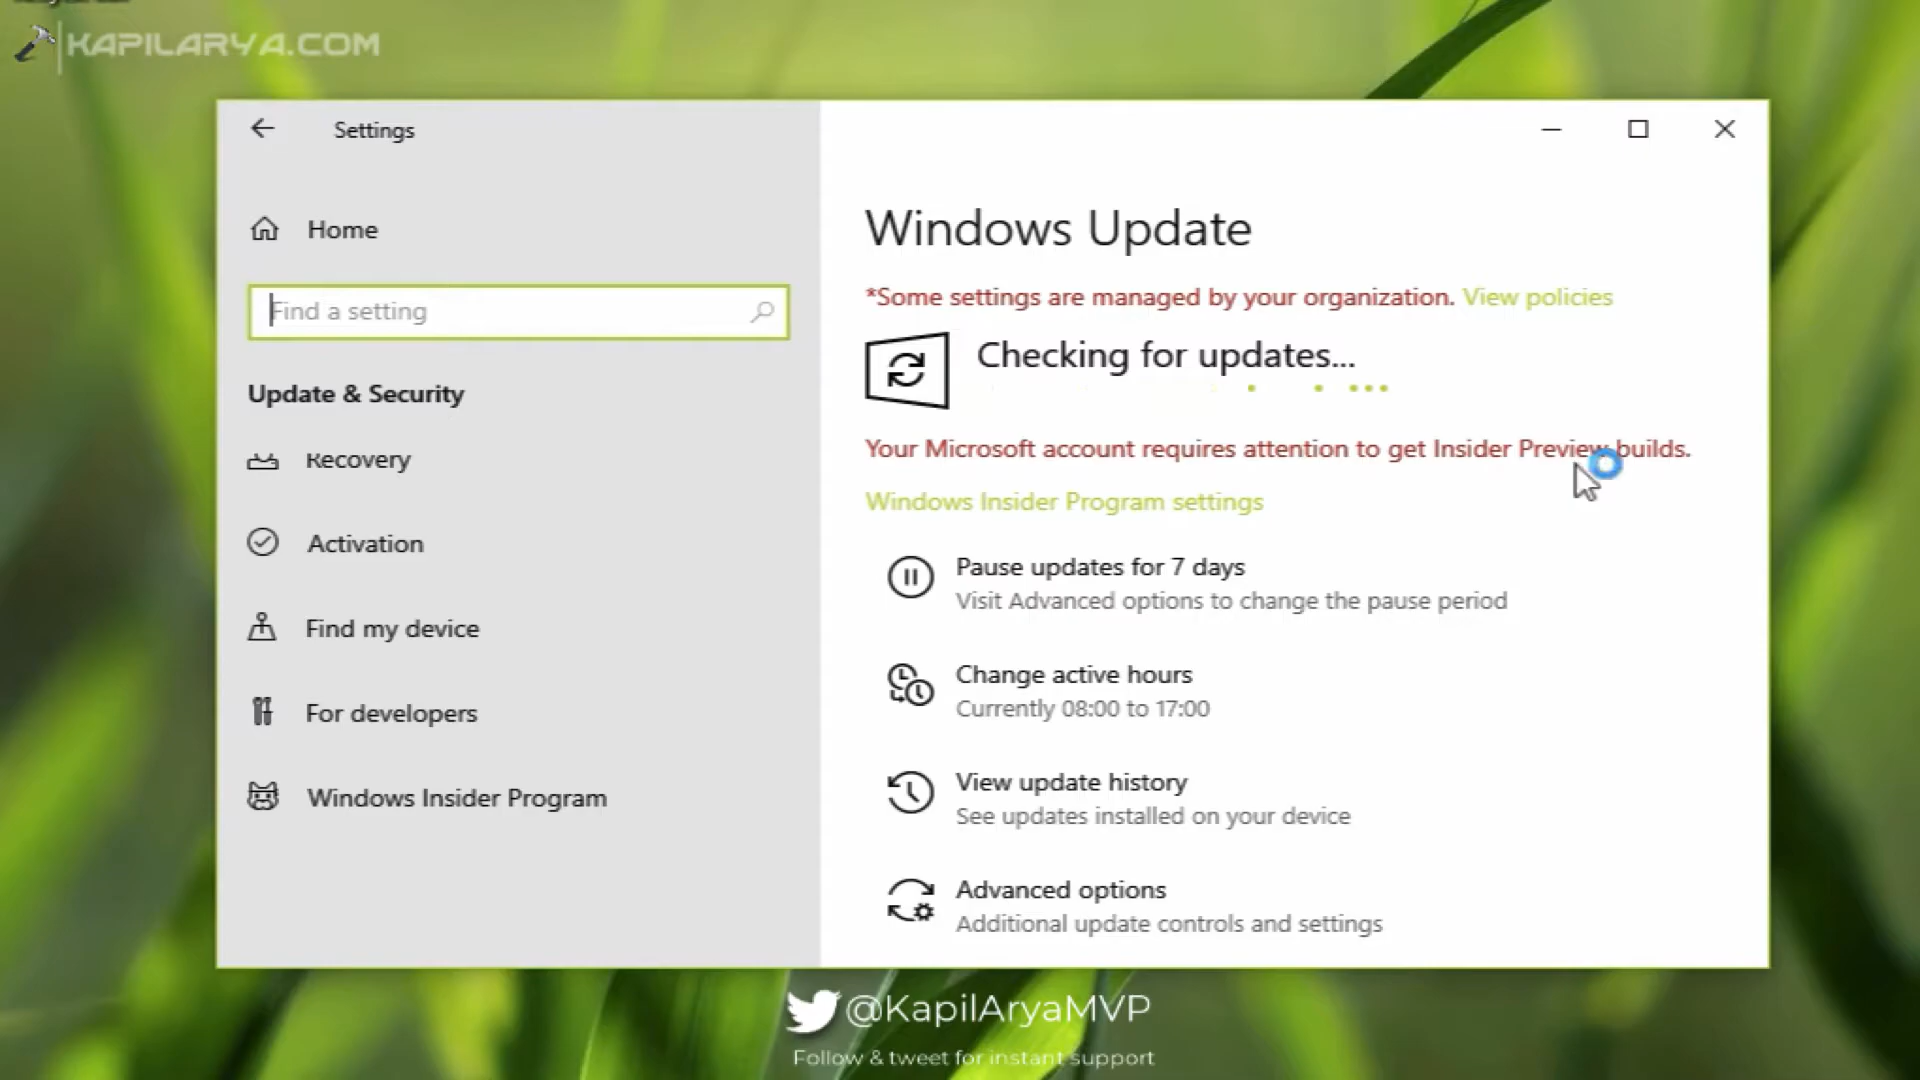 KAPILARYA.COM
Settings
Home
Find a setting
Update & Security
Recovery
Activation
Find my device
For developers
Windows Insider Program
Windows Update
*Some settings are managed by your organization. View policies
Checking for updates...
Your Microsoft account requires attention to get Insider Preview builds.
Windows Insider Program settings
Pause updates for 7 days
Visit Advanced options to change the pause period
Change active hours
Currently 08:00 to 17:00
View update history
See updates installed on your device
Advanced options
Additional update controls and settings
@KapilAryaMVP
Follow & tweet for instant support